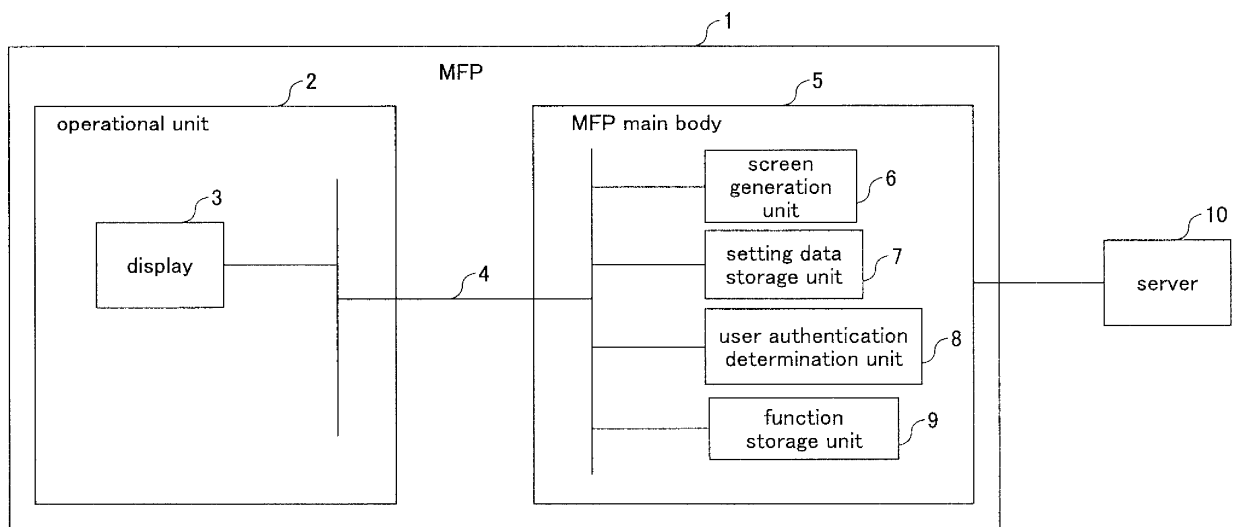 1
MFP
2
operational unit
3
display
4
5
MFP main body
screen
generation
unit
6
setting data
storage unit
7
user authentication
determination unit
8
function
storage unit
9
10
server